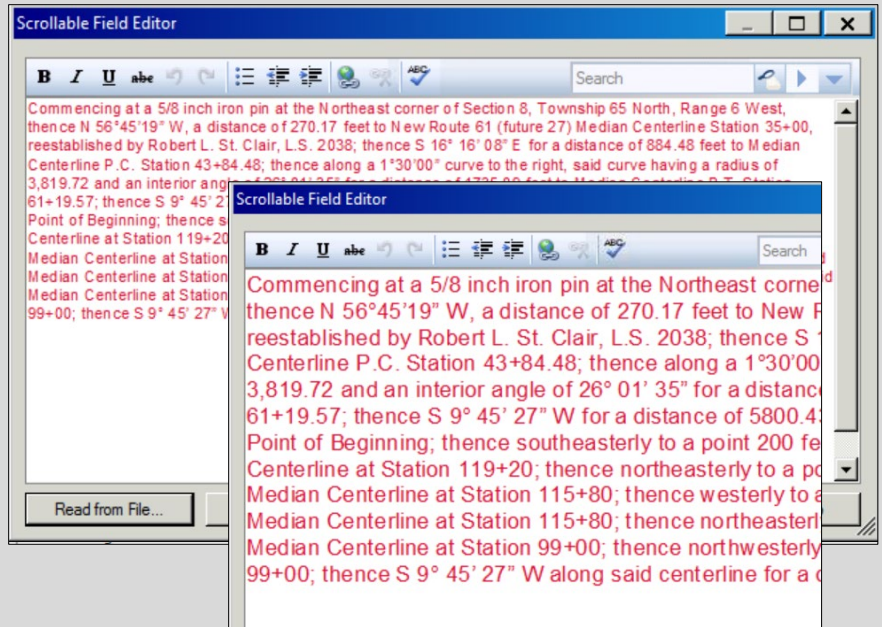 Scrollable Field Editor
B I U abc ABC Search
Commencing at a 5/8 inch iron pin at the Northeast corner of Section 8, Township 65 North, Range 6 West,
thence N 56°45'19" W, a distance of 270.17 feet to New Route 61 (future 27) Median Centerline Station 35+00,
reestablished by Robert L. St. Clair, L.S. 2038; thence S 16° 16' 08" E for a distance of 884.48 feet to Median
Centerline P.C. Station 43+84.48; thence along a 1°30'00" curve to the right, said curve having a radius of
3,819.72 and an interior angle
61+19.57; thence S 9° 45' 27"
Point of Beginning; thence
Centerline at Station 119+20
Median Centerline at Station
Median Centerline at Station
Median Centerline at Station
99+00; thence S 9° 45' 27"
Read from File...
Scrollable Field Editor
B I U abc ABC Search
Commencing at a 5/8 inch iron pin at the Northeast corne
thence N 56°45'19" W, a distance of 270.17 feet to New
reestablished by Robert L. St. Clair, L.S. 2038; thence S
Centerline P.C. Station 43+84.48; thence along a 1°30'00
3,819.72 and an interior angle of 26° 01' 35" for a distance
61+19.57; thence S 9° 45' 27" W for a distance of 5800.4
Point of Beginning; thence southeasterly to a point 200 fe
Centerline at Station 119+20; thence northeasterly to a po
Median Centerline at Station 115+80; thence westerly to a
Median Centerline at Station 115+80; thence northeasterl
Median Centerline at Station 99+00; thence northwesterly
99+00; thence S 9° 45' 27" W along said centerline for a